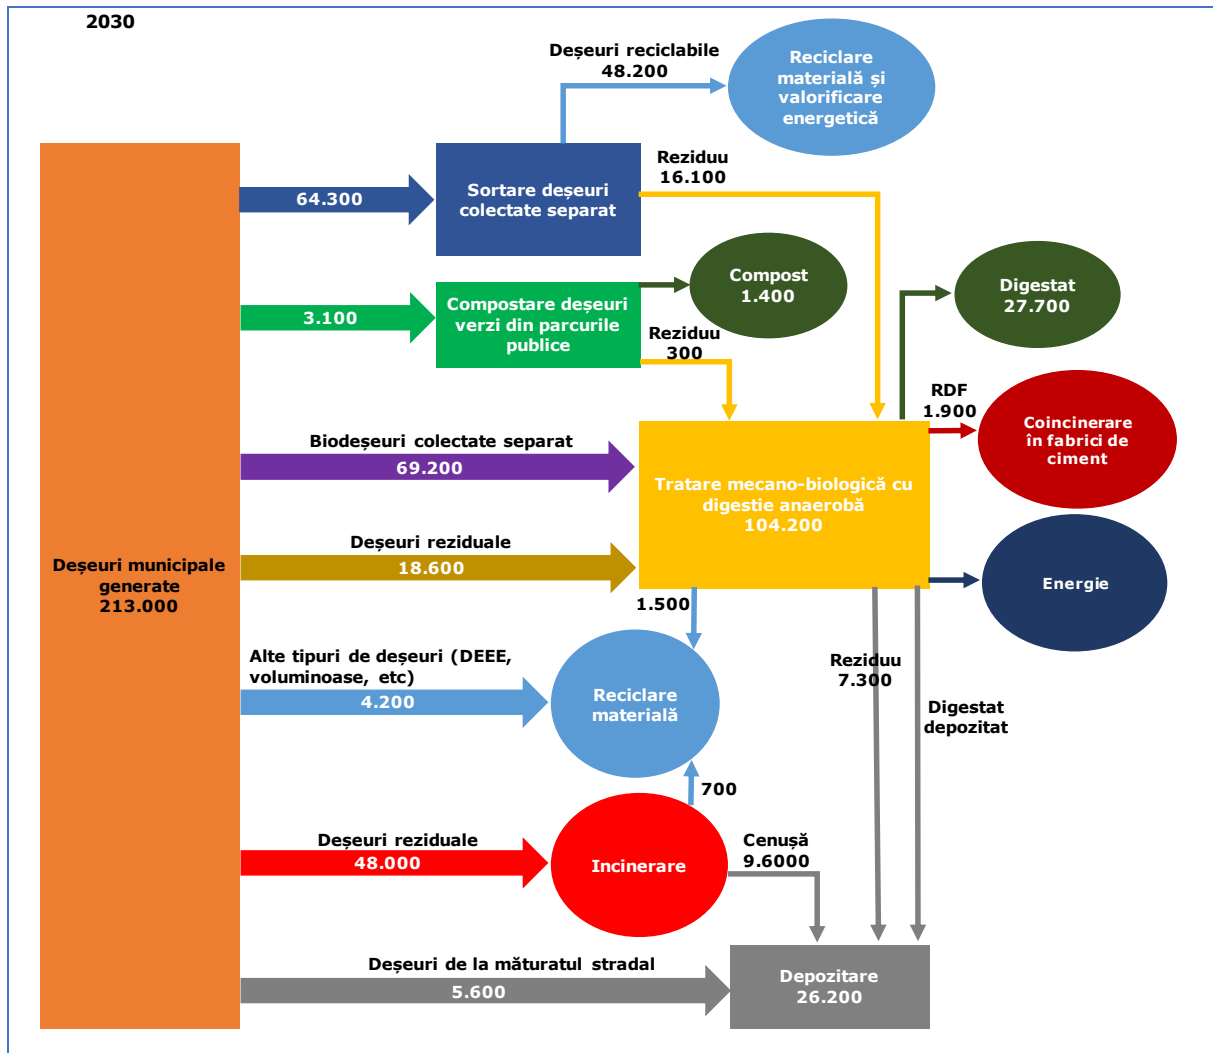 2030
Deșeuri reciclabile
48.200
Reciclare
materială și
valorificare
energetică
Reziduu
16.100
64.300
Sortare deșeuri
colectate separat
Compost
1.400
Digestat
27.700
3.100
Compostare deșeuri
verzi din parcurile
publice
Reziduu
300
RDF
1.900
Coincinerare
în fabrici de
ciment
Biodeșeuri colectate separat
69.200
Tratare mecano-biologică cu
digestie anaerobă
104.200
Deșeuri municipale
generate
213.000
Deșeuri reziduale
18.600
Energie
1.500
Alte tipuri de deșeuri (DEEE,
voluminoase, etc)
4.200
Reciclare
materială
Reziduu
7.300
Digestat
depozitat
700
Deșeuri reziduale
48.000
Incinerare
Cenușă
9.6000
Deșeuri de la măturatul stradal
5.600
Depozitare
26.200